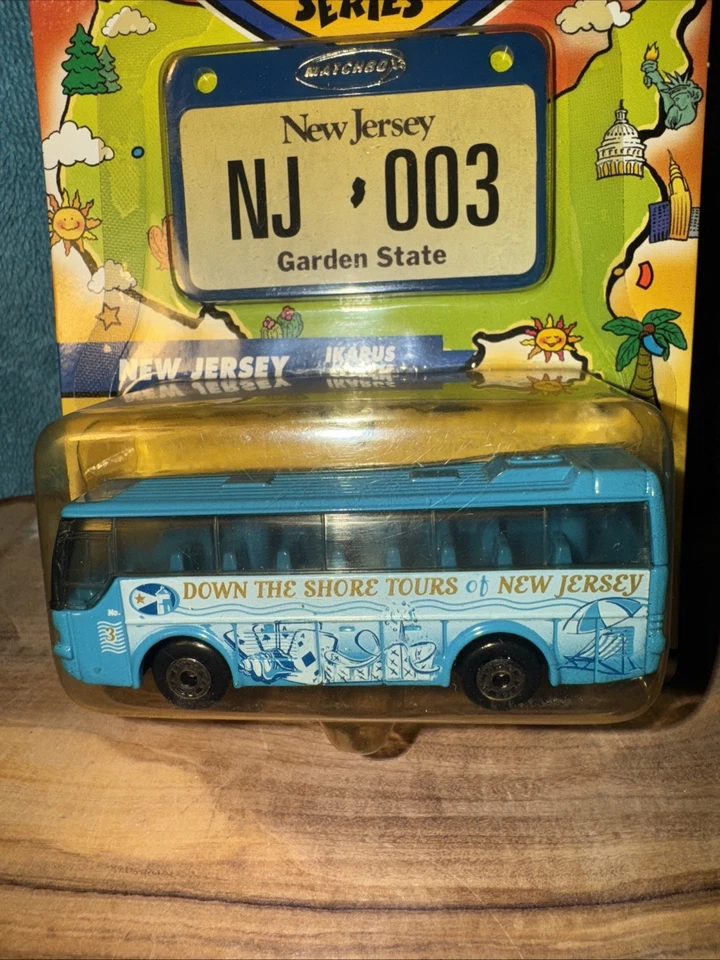 SERIES
MATCHBOX
New Jersey
NJ 003
Garden State
NEW JERSEY IKARUS
DOWN THE SHORE TOURS of NEW JERSEY
No.
3